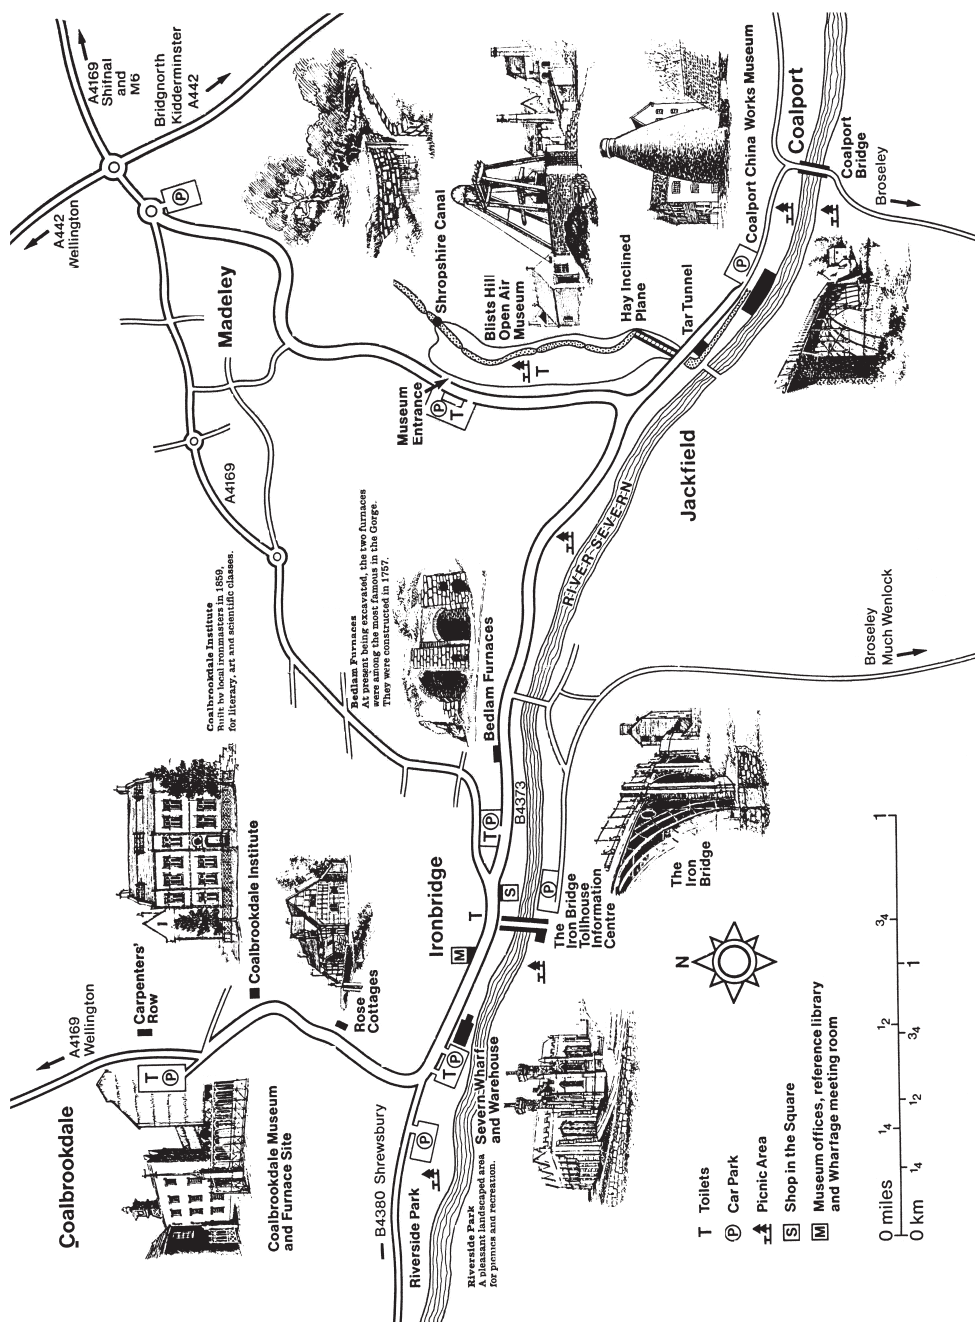 Coalbrookdale
A4169
Wellington
Coalbrookdale Museum
and Furnace Site
Carpenters'
Row
Coalbrookdale Institute
Rose
Cottages
Coalbrookdale Institute
Built by local ironmasters in 1859,
for literary, art and scientific classes.
A4169
Madeley
A442
Wellington
A4169
Shifnal
and
M6
Bridgnorth
Kidderminster
A442
P
B4380 Shrewsbury
Riverside Park
Riverside Park
A pleasant landscaped area
for picnics and recreation.
T
P
P
T P
Severn Wharf
and Warehouse
Ironbridge
M
T
S
P
T P
B4373
The
Iron Bridge
Tollhouse
Information
Centre
The
Iron
Bridge
Bedlam Furnaces
At present being excavated, the two furnaces
were among the most famous in the Gorge.
They were constructed in 1757.
Bedlam Furnaces
Museum
Entrance
P
T
Shropshire Canal
Blists Hill
Open Air
Museum
T
Hay Inclined
Plane
Tar Tunnel
P
Coalport China Works Museum
Coalport
Coalport
Bridge
Broseley
RIVER SEVERN
Jackfield
Broseley
Much Wenlock
N
T Toilets
P Car Park
Picnic Area
S Shop in the Square
M Museum offices, reference library
and Wharfage meeting room
0 miles ¼ ½ ¾ 1
0 km ¼ ½ ¾ 1